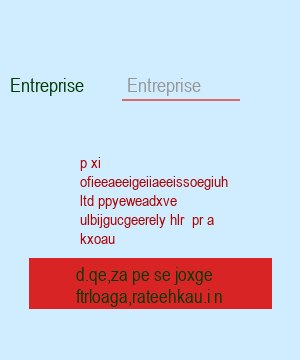 Entreprise Entreprise
p xi
ofieeaeeigeiiaeeissoegiuh
ltd ppyeweadxve
ulbijgucgeerely hlr pr a
kxoau
d.qe,za pe se joxge
ftrloaga,rateehkau.i n